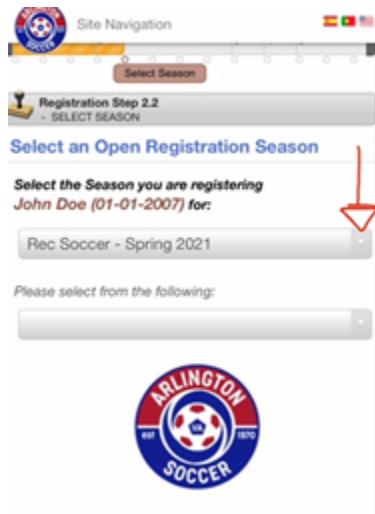 ARLINGTON
SOCCER
Site Navigation
Select Season
Registration Step 2.2
- SELECT SEASON
Select an Open Registration Season
Select the Season you are registering
John Doe (01-01-2007) for:
Rec Soccer - Spring 2021
Please select from the following:
ARLINGTON
VA
est 1970
SOCCER